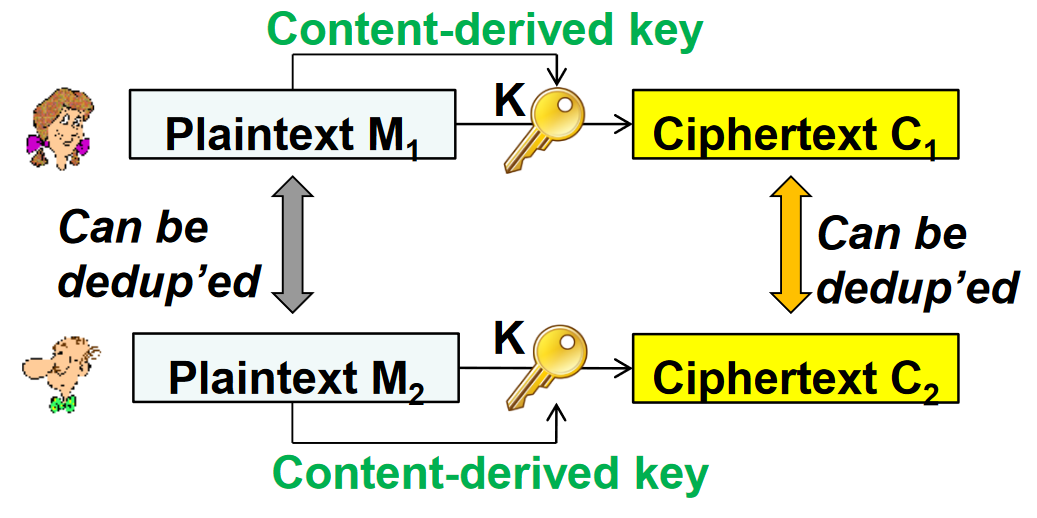 Content-derived key
K
Plaintext M₁
Ciphertext C₁
Can be
dedup’ed
Can be
dedup’ed
K
Plaintext M₂
Ciphertext C₂
Content-derived key